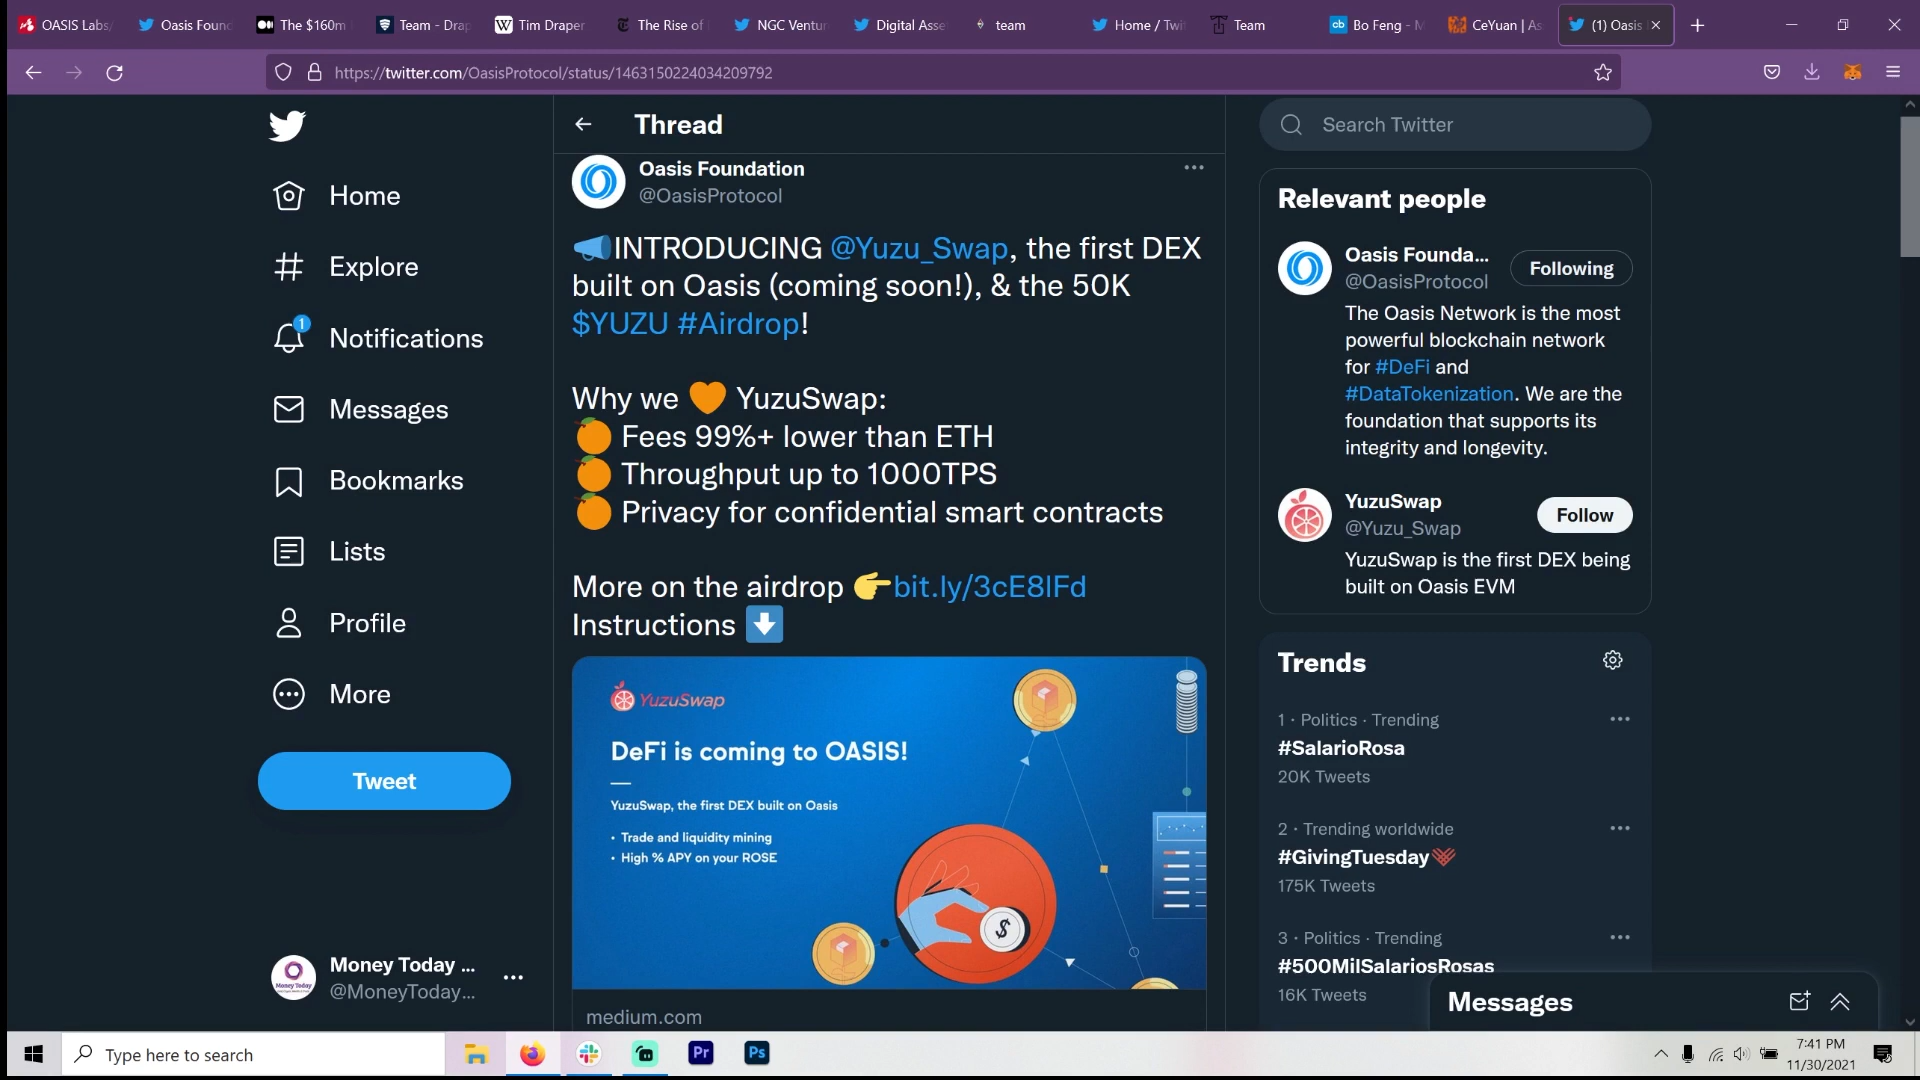 OASIS Labs
Oasis Foun
The $160m
Team - Drap
Tim Draper
The Rise of
NGC Ventur
Digital Asse
team
Home / Twi
Team
Bo Feng - M
CeYuan | As
(1) Oasis
https://twitter.com/OasisProtocol/status/1463150224034209792
Home
Explore
1
Notifications
Messages
Bookmarks
Lists
Profile
More
Tweet
Money Today ...
@MoneyToday...
Thread
Oasis Foundation
@OasisProtocol
INTRODUCING @Yuzu_Swap, the first DEX
built on Oasis (coming soon!), & the 50K
$YUZU #Airdrop!
Why we 🧡 YuzuSwap:
🍊 Fees 99%+ lower than ETH
🍊 Throughput up to 1000TPS
🍊 Privacy for confidential smart contracts
More on the airdrop 👉bit.ly/3cE8lFd
Instructions ⬇
YuzuSwap
DeFi is coming to OASIS!
YuzuSwap, the first DEX built on Oasis
• Trade and liquidity mining
• High % APY on your ROSE
$
medium.com
Search Twitter
Relevant people
Oasis Founda...
@OasisProtocol
Following
The Oasis Network is the most
powerful blockchain network
for #DeFi and
#DataTokenization. We are the
foundation that supports its
integrity and longevity.
YuzuSwap
@Yuzu_Swap
Follow
YuzuSwap is the first DEX being
built on Oasis EVM
Trends
1 · Politics · Trending
#SalarioRosa
20K Tweets
2 · Trending worldwide
#GivingTuesday
175K Tweets
3 · Politics · Trending
#500MilSalariosRosas
16K Tweets
Messages
Type here to search
Pr
Ps
7:41 PM
11/30/2021